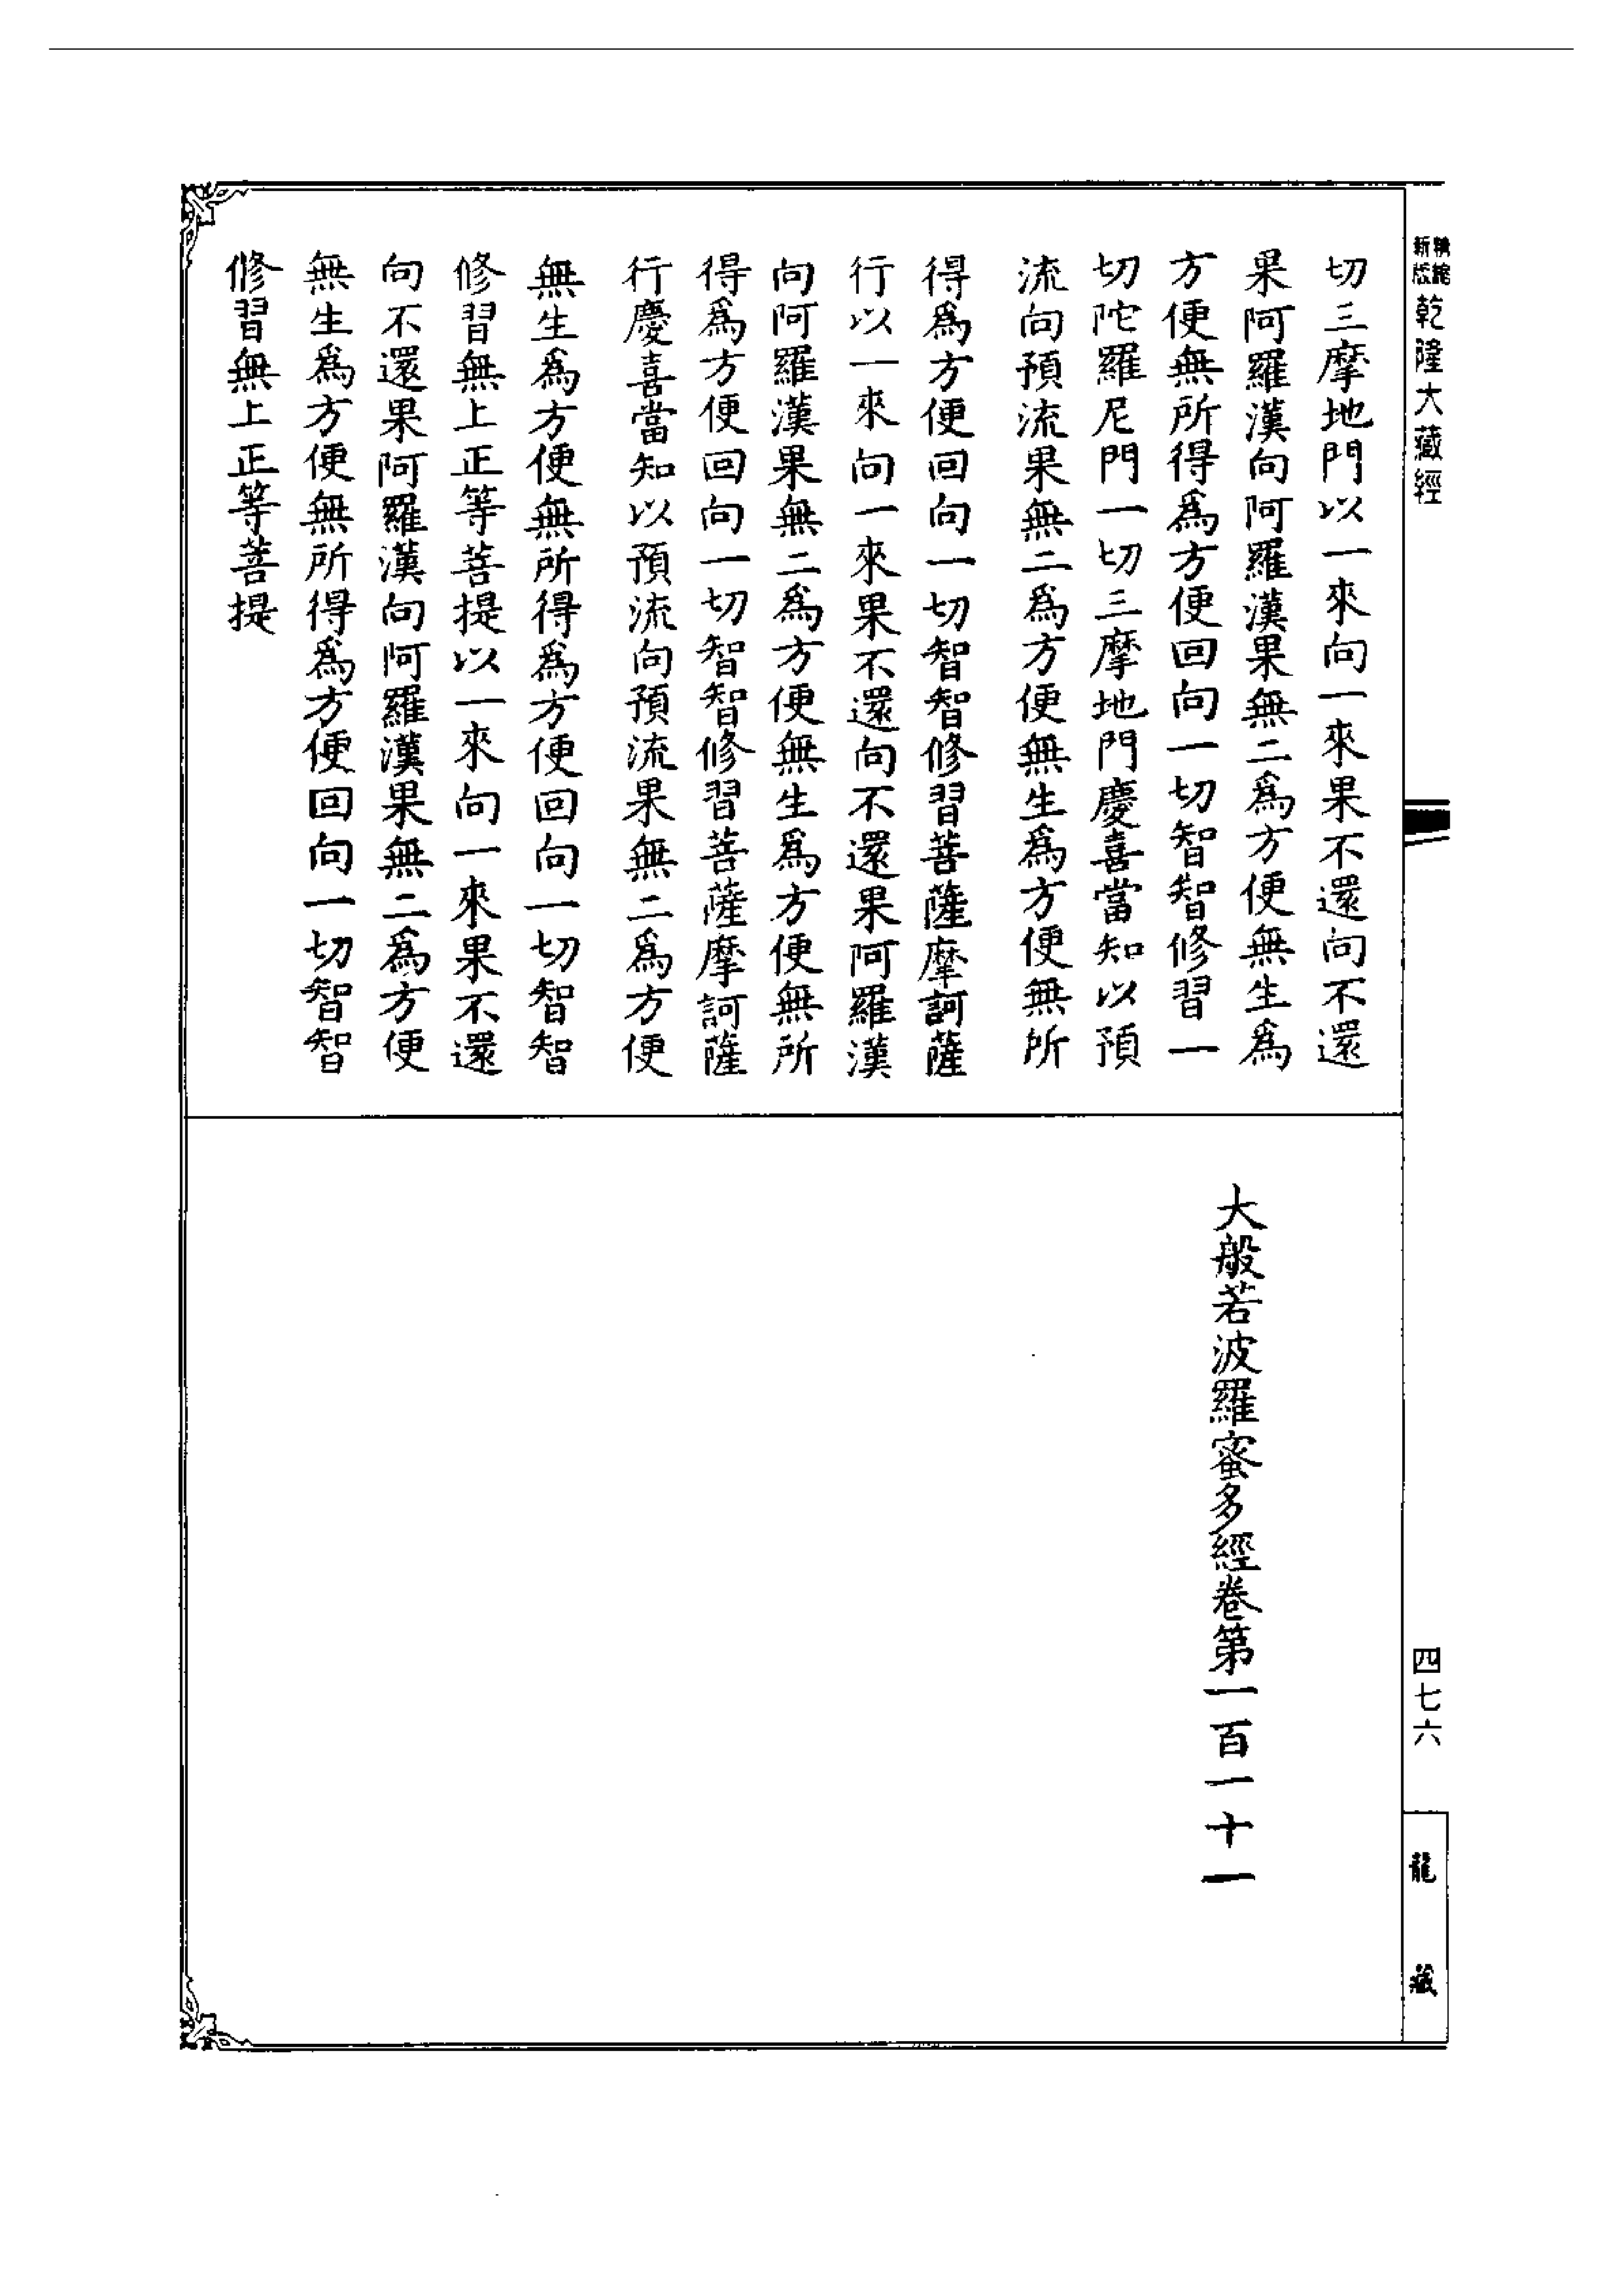 精縮新版乾隆大藏經
切三摩地門以一來向一來果不還向不還
果阿羅漢向阿羅漢果無二爲方便無生爲
方便無所得爲方便回向一切智智修習一
切陀羅尼門一切三摩地門慶喜當知以預
流向預流果無二爲方便無生爲方便無所
得爲方便回向一切智智修習菩薩摩訶薩
行以一來向一來果不還向不還果阿羅漢
向阿羅漢果無二爲方便無生爲方便無所
得爲方便回向一切智智修習菩薩摩訶薩
行慶喜當知以預流向預流果無二爲方便
無生爲方便無所得爲方便回向一切智智
修習無上正等菩提以一來向一來果不還
向不還果阿羅漢向阿羅漢果無二爲方便
無生爲方便無所得爲方便回向一切智智
脩習無上正等菩提
大般若波羅蜜多經卷第一百一十一
四七六
龍藏